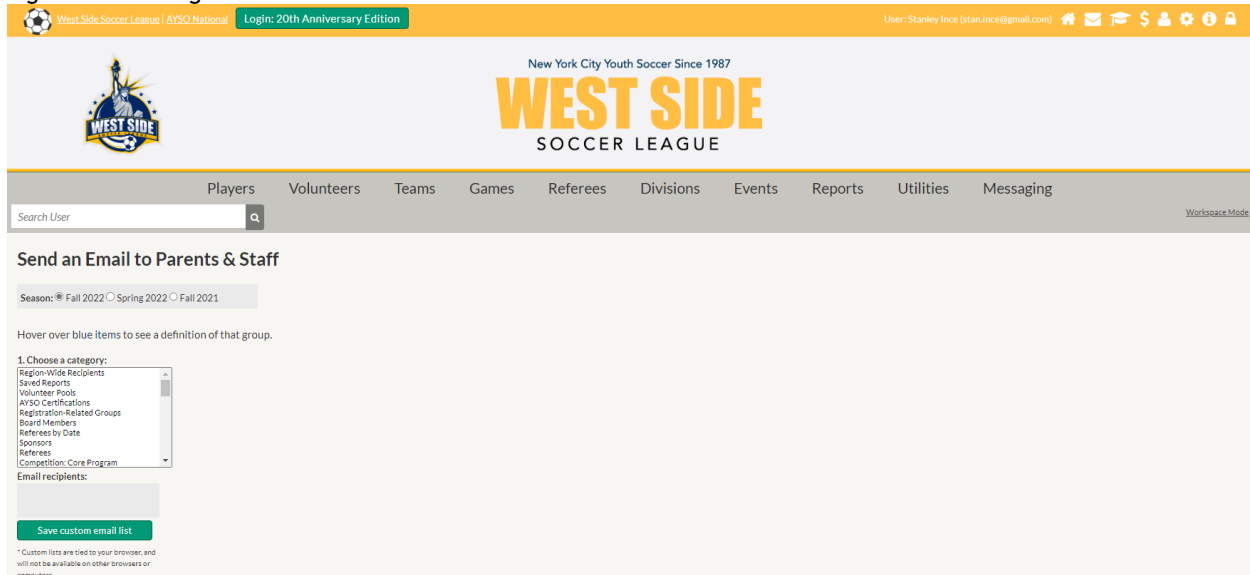 West Side Soccer League | AYSO National Login: 20th Anniversary Edition User: Stanley Ince (stan.ince@gmail.com)
New York City Youth Soccer Since 1987
WEST SIDE
WEST SIDE
SOCCER LEAGUE
Players Volunteers Teams Games Referees Divisions Events Reports Utilities Messaging
Search User
Workspace Mode
Send an Email to Parents & Staff
Season: Fall 2022 Spring 2022 Fall 2021
Hover over blue items to see a definition of that group.
1. Choose a category:
Region-Wide Recipients
Saved Reports
Volunteer Pools
AYSO Certifications
Registration-Related Groups
Board Members
Referees by Date
Sponsors
Referees
Competition: Core Program
Email recipients:
Save custom email list
* Custom lists are tied to your browser, and
will not be available on other browsers or